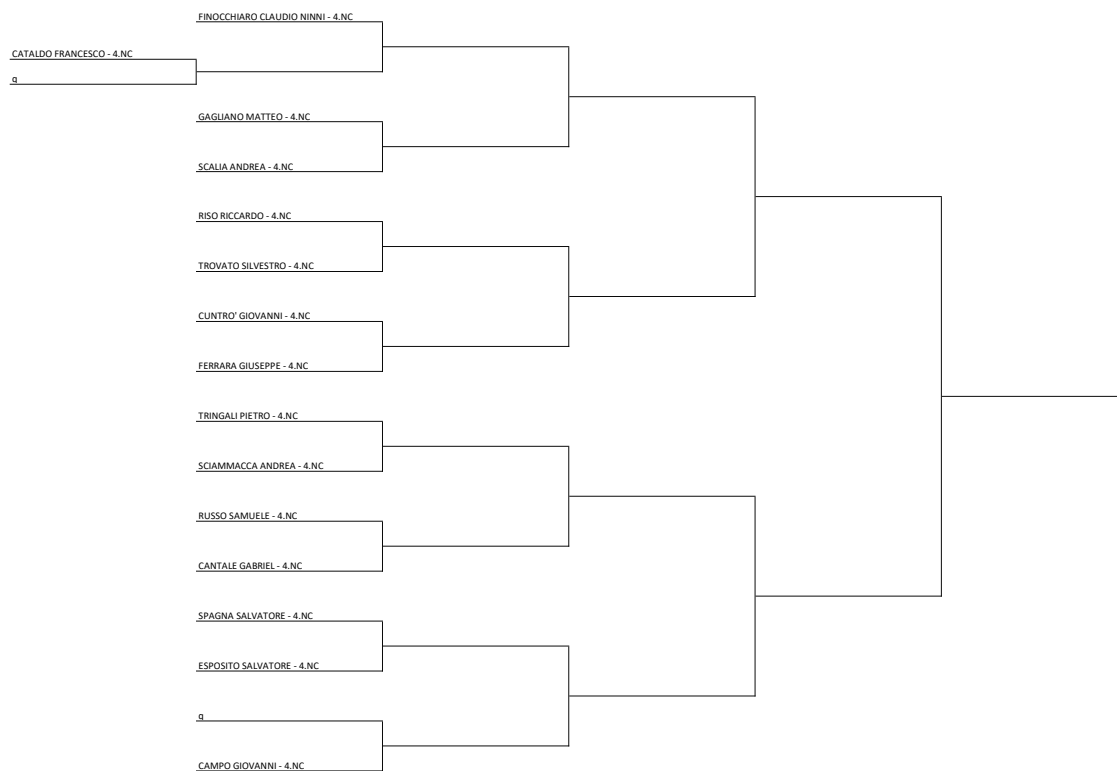 FINOCCHIARO CLAUDIO NINNI - 4.NC
CATALDO FRANCESCO - 4.NC
q
GAGLIANO MATTEO - 4.NC
SCALIA ANDREA - 4.NC
RISO RICCARDO - 4.NC
TROVATO SILVESTRO - 4.NC
CUNTRO' GIOVANNI - 4.NC
FERRARA GIUSEPPE - 4.NC
TRINGALI PIETRO - 4.NC
SCIAMMACCA ANDREA - 4.NC
RUSSO SAMUELE - 4.NC
CANTALE GABRIEL - 4.NC
SPAGNA SALVATORE - 4.NC
ESPOSITO SALVATORE - 4.NC
q
CAMPO GIOVANNI - 4.NC